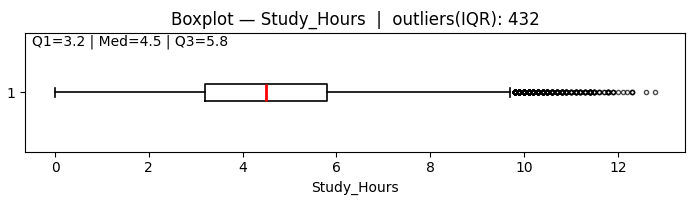 Boxplot — Study_Hours | outliers(IQR): 432
Q1=3.2 | Med=4.5 | Q3=5.8
1
0 2 4 6 8 10 12
Study_Hours